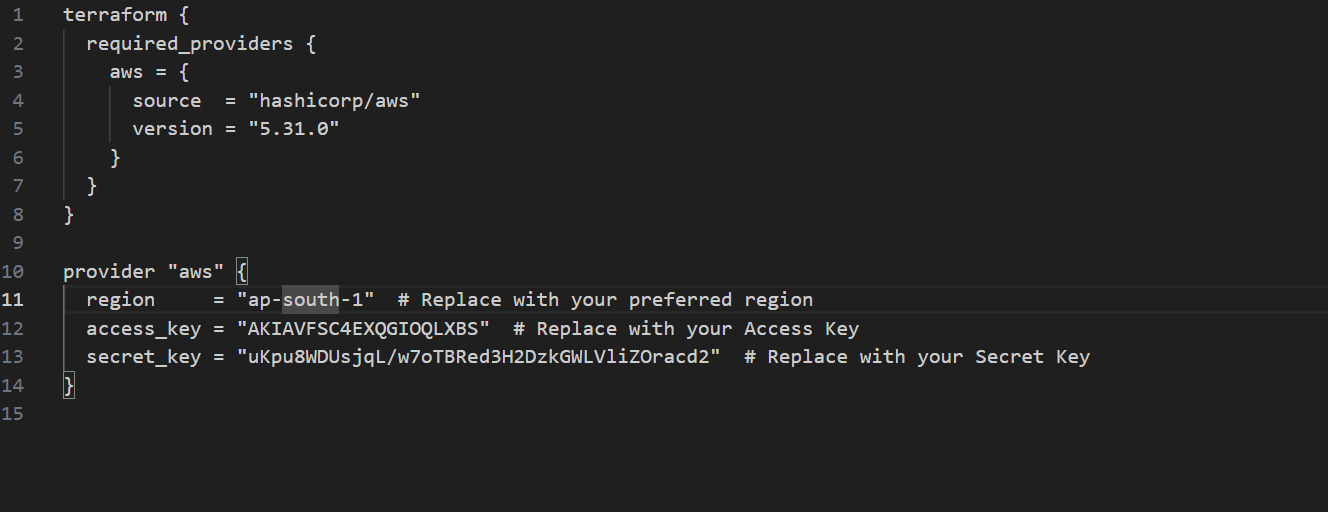 1 terraform {
2   required_providers {
3     aws = {
4       source  = "hashicorp/aws"
5       version = "5.31.0"
6     }
7   }
8 }
9
10 provider "aws" {
11   region     = "ap-south-1"  # Replace with your preferred region
12   access_key = "AKIAVFSC4EXQGIOQLXBS"  # Replace with your Access Key
13   secret_key = "uKpu8WDUsjqL/w7oTBRed3H2DzkGWLVliZOracd2"  # Replace with your Secret Key
14 }
15